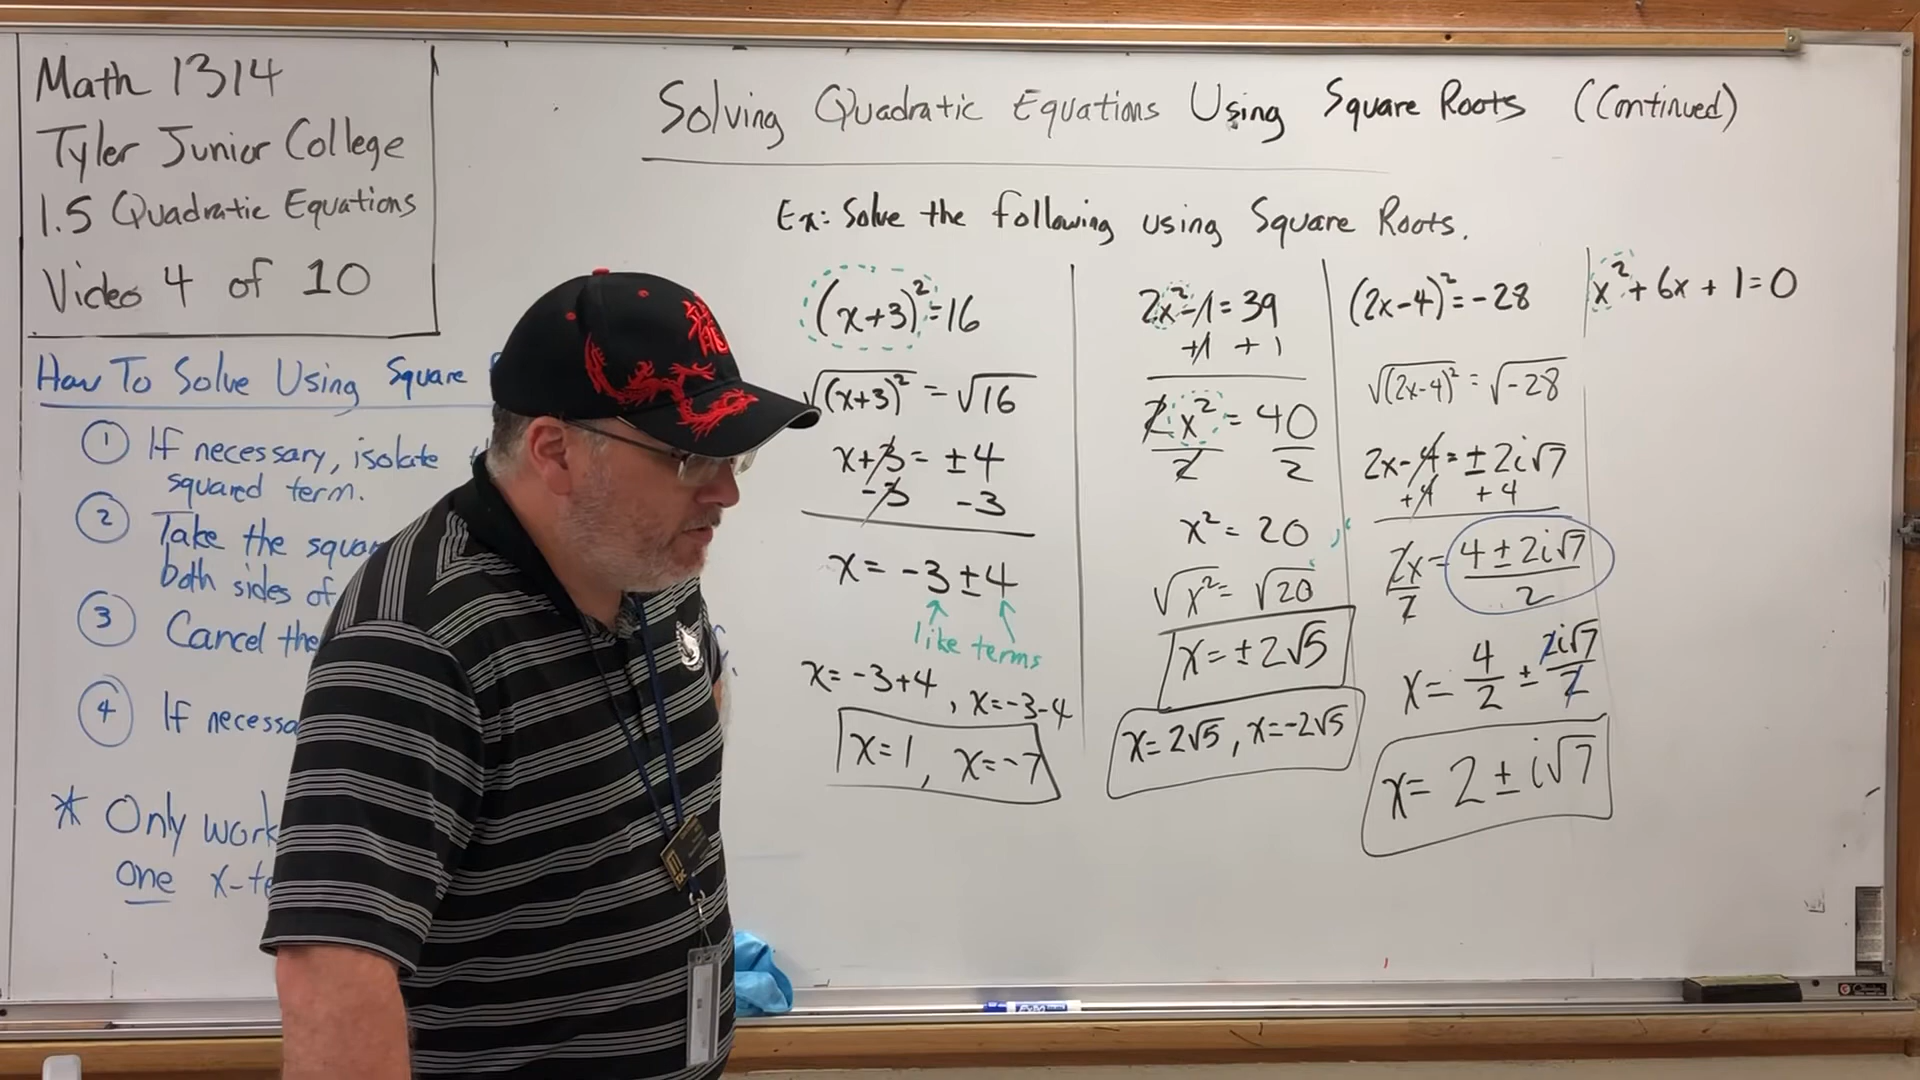 Math 1314
Tyler Junior College
1.5 Quadratic Equations
Video 4 of 10
How To Solve Using Square
1 If necessary, isolate
squared term.
2 Take the
both sides of
3 Cancel the
4 If
* Only
one
Solving Quadratic Equations Using Square Roots (Continued)
Ex: Solve the following using Square Roots.
(x+3)²=16
√(x+3)² = √16
x+3 = ±4
-3 -3
x = -3 ± 4
like terms
x=-3+4, x=-3-4
x=1, x=-7
2x²-1=39
+1 +1
2x² = 40
2 2
x² = 20
√x² = √20
x = ±2√5
x=2√5, x=-2√5
(2x-4)²=-28
√(2x-4)² = √-28
2x-4 = ±2i√7
+4 +4
2x = 4 ± 2i√7
2 2
x = 4/2 ± 2i√7/2
x = 2 ± i√7
x² + 6x + 1 = 0
龍